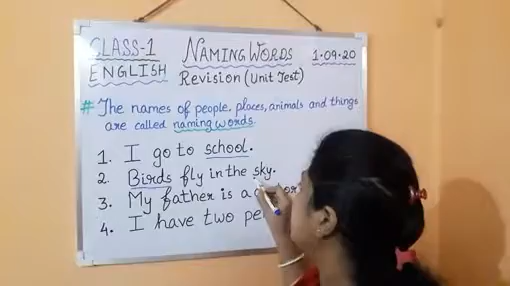 CLASS-1 NAMING WORDS 1.09.20
ENGLISH Revision (Unit Test)
# The names of people, places, animals and things
are called naming words.
1. I go to school.
2. Birds fly in the sky.
3. My father is a
4. I have two